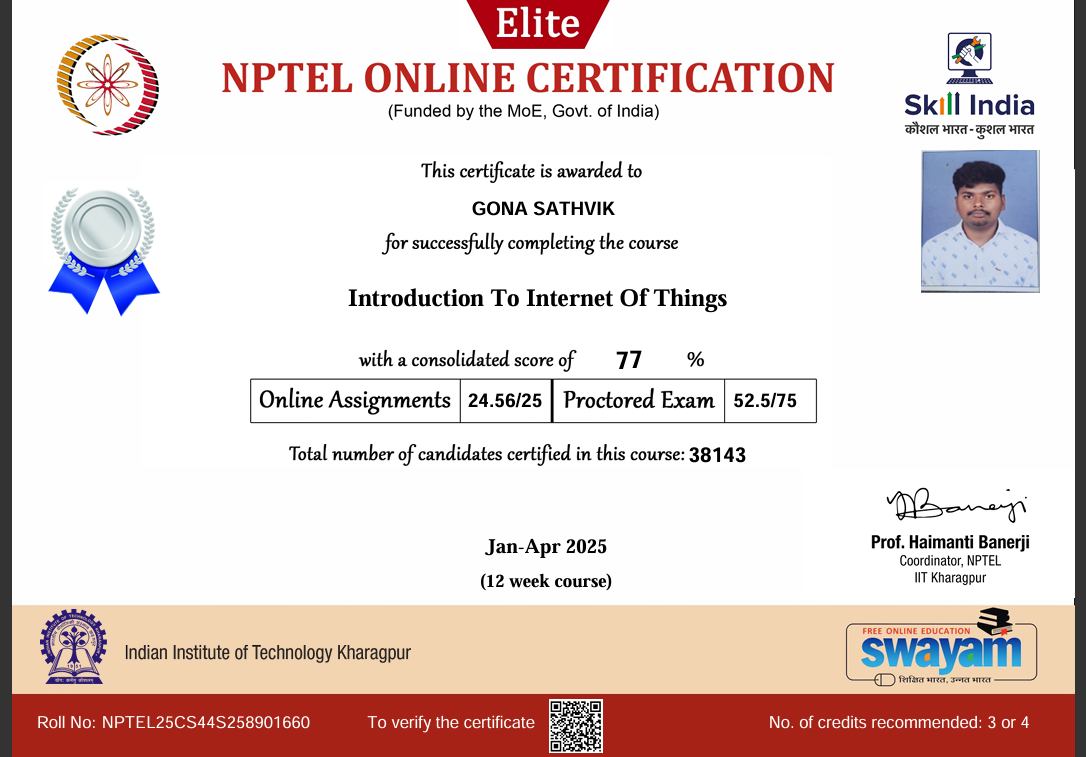 Elite
NPTEL ONLINE CERTIFICATION
(Funded by the MoE, Govt. of India)
Skill India
कौशल भारत - कुशल भारत
This certificate is awarded to
GONA SATHVIK
for successfully completing the course
Introduction To Internet Of Things
with a consolidated score of 77 %
Online Assignments 24.56/25 Proctored Exam 52.5/75
Total number of candidates certified in this course: 38143
Jan-Apr 2025
(12 week course)
Prof. Haimanti Banerji
Coordinator, NPTEL
IIT Kharagpur
Indian Institute of Technology Kharagpur
FREE ONLINE EDUCATION
swayam
शिक्षित भारत, उन्नत भारत
Roll No: NPTEL25CS44S258901660
To verify the certificate
No. of credits recommended: 3 or 4